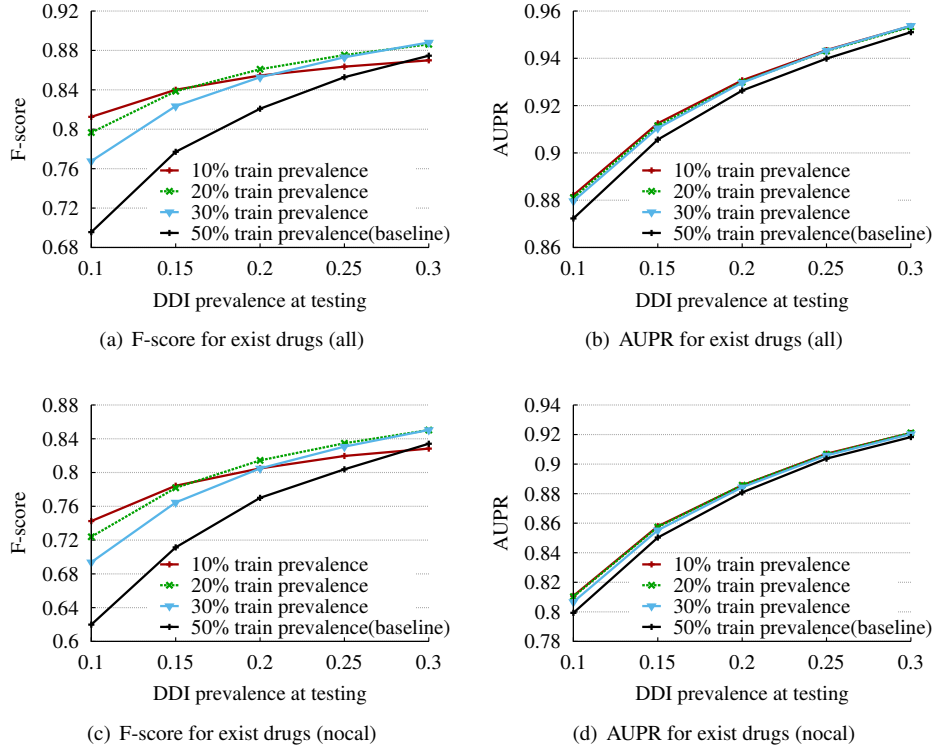 0.92
0.88
0.84
0.8
0.76
0.72
0.68
F-score
10% train prevalence
20% train prevalence
30% train prevalence
50% train prevalence(baseline)
0.1 0.15 0.2 0.25 0.3
DDI prevalence at testing
(a) F-score for exist drugs (all)
0.96
0.94
0.92
0.9
0.88
0.86
AUPR
10% train prevalence
20% train prevalence
30% train prevalence
50% train prevalence(baseline)
0.1 0.15 0.2 0.25 0.3
DDI prevalence at testing
(b) AUPR for exist drugs (all)
0.88
0.84
0.8
0.76
0.72
0.68
0.64
0.6
F-score
10% train prevalence
20% train prevalence
30% train prevalence
50% train prevalence(baseline)
0.1 0.15 0.2 0.25 0.3
DDI prevalence at testing
(c) F-score for exist drugs (nocal)
0.94
0.92
0.9
0.88
0.86
0.84
0.82
0.8
0.78
AUPR
10% train prevalence
20% train prevalence
30% train prevalence
50% train prevalence(baseline)
0.1 0.15 0.2 0.25 0.3
DDI prevalence at testing
(d) AUPR for exist drugs (nocal)